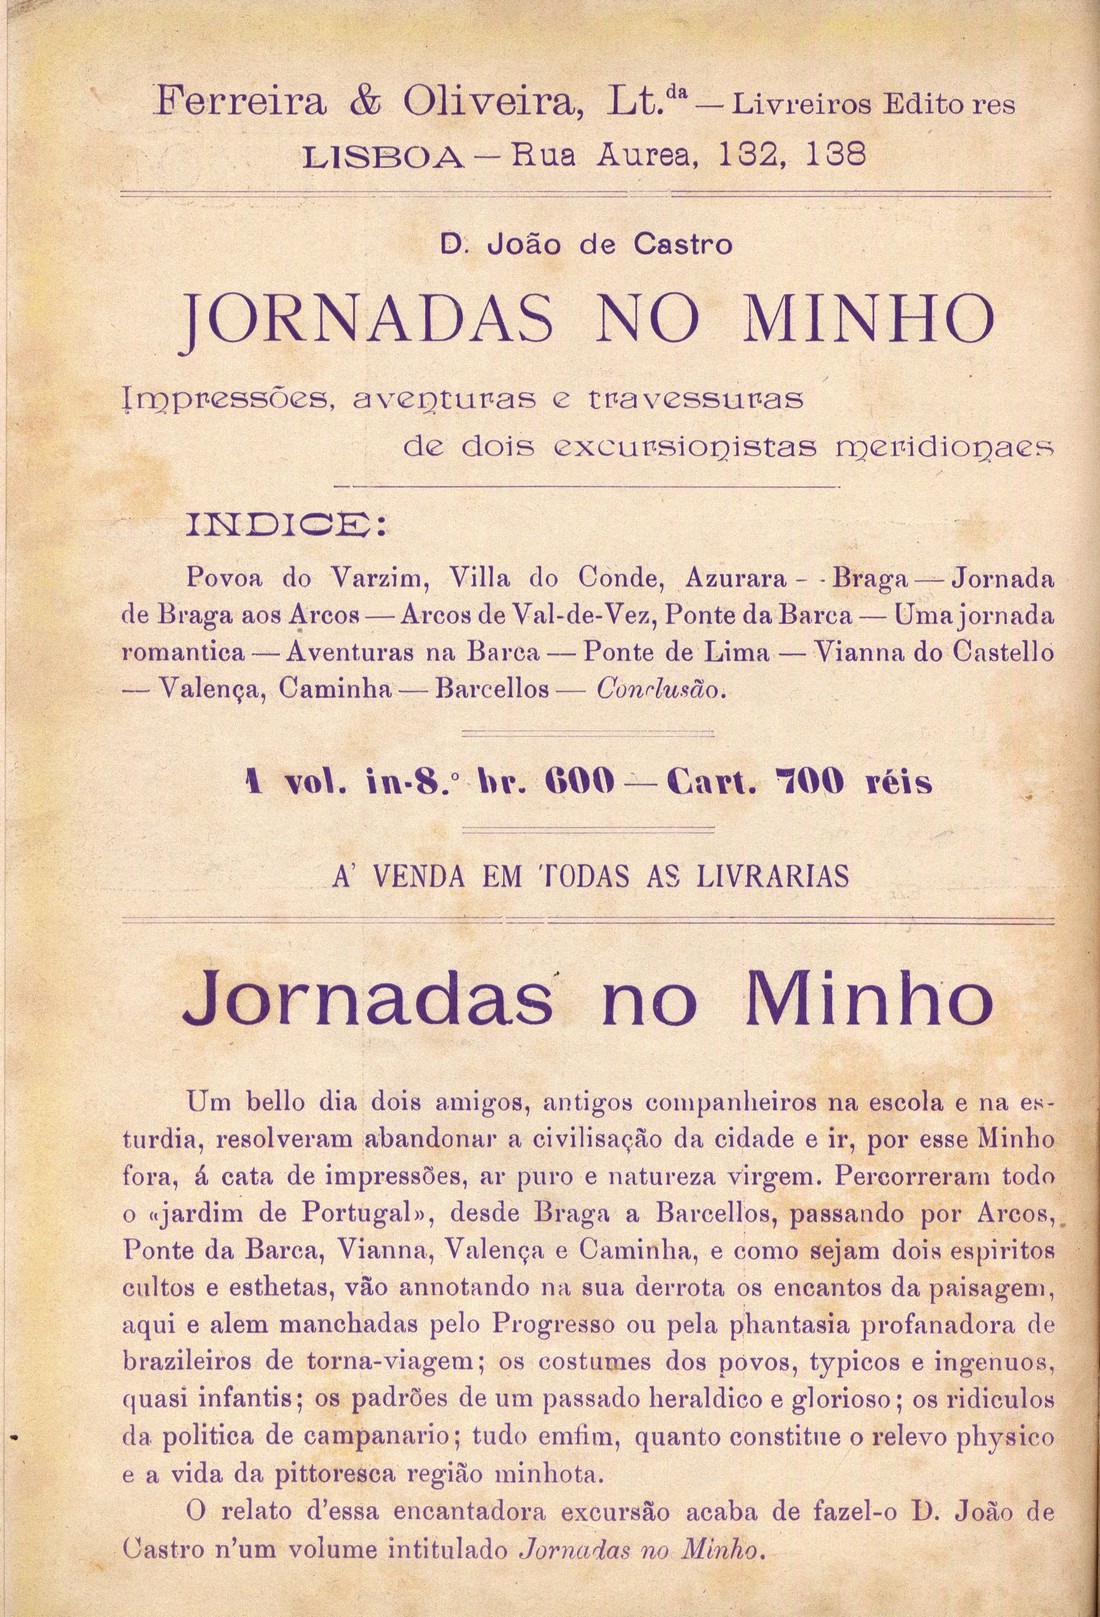 Ferreira & Oliveira, Lt.da — Livreiros Editores
LISBOA — Rua Aurea, 132, 138
D. João de Castro
JORNADAS NO MINHO
Impressões, aventuras e travessuras
de dois excursionistas meridionaes
INDICE:
Povoa do Varzim, Villa do Conde, Azurara - - Braga — Jornada
de Braga aos Arcos — Arcos de Val-de-Vez, Ponte da Barca — Uma jornada
romantica — Aventuras na Barca — Ponte de Lima — Vianna do Castello
— Valença, Caminha — Barcellos — Conclusão.
1 vol. in-8.º br. 600 — Cart. 700 réis
A' VENDA EM TODAS AS LIVRARIAS
Jornadas no Minho
Um bello dia dois amigos, antigos companheiros na escola e na es-
turdia, resolveram abandonar a civilisação da cidade e ir, por esse Minho
fora, á cata de impressões, ar puro e natureza virgem. Percorreram todo
o «jardim de Portugal», desde Braga a Barcellos, passando por Arcos,
Ponte da Barca, Vianna, Valença e Caminha, e como sejam dois espiritos
cultos e esthetas, vão annotando na sua derrota os encantos da paisagem,
aqui e alem manchadas pelo Progresso ou pela phantasia profanadora de
brazileiros de torna-viagem; os costumes dos povos, typicos e ingenuos,
quasi infantis; os padrões de um passado heraldico e glorioso; os ridiculos
da politica de campanario; tudo emfim, quanto constitue o relevo physico
e a vida da pittoresca região minhota.
O relato d'essa encantadora excursão acaba de fazel-o D. João de
Castro n'um volume intitulado Jornadas no Minho.